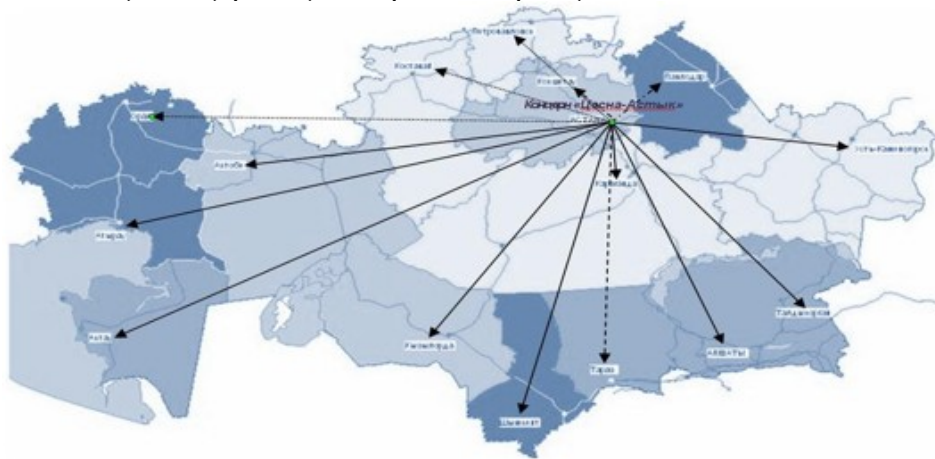 Петропавловск
Костанай
Кокшетау
Павлодар
Концерн «Цесна-Астык»
АСТАНА
Усть-Каменогорск
Актобе
Караганда
Атырау
Актау
Кызылорда
Талдыкорган
АЛМАТЫ
Тараз
Шымкент